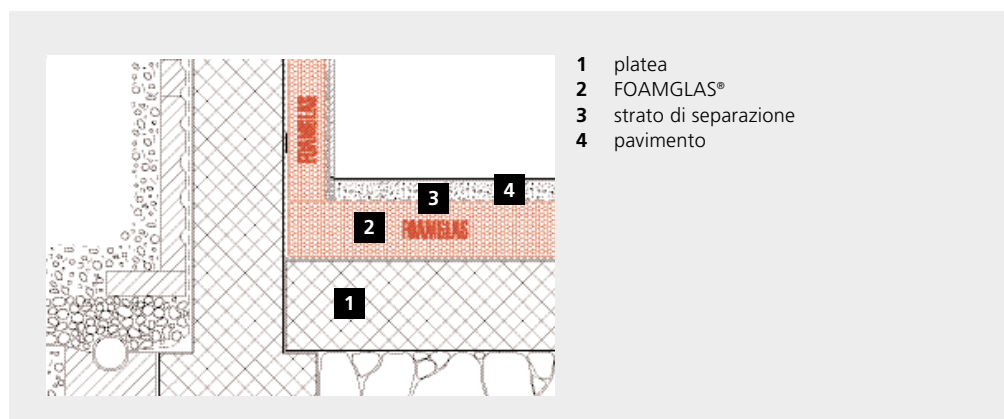 FOAMGLAS
FOAMGLAS
1
2
3
4
1 platea
2 FOAMGLAS®
3 strato di separazione
4 pavimento